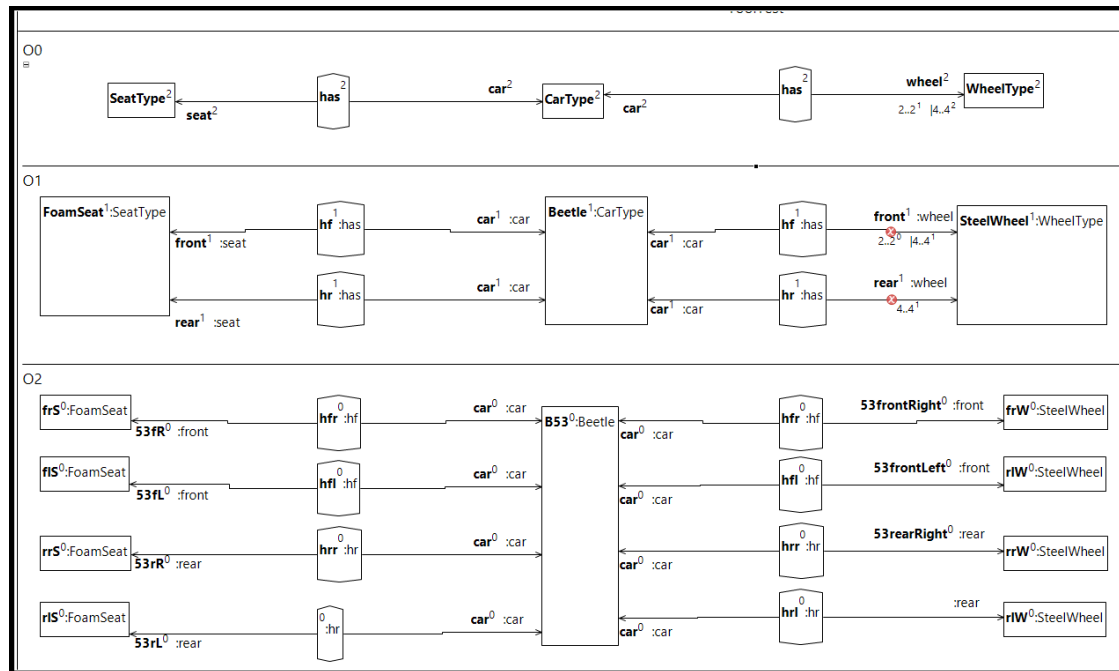 O0
SeatType²
has²
seat²
car²
CarType²
car²
has²
wheel²
2..2¹ |4..4²
WheelType²
O1
FoamSeat¹:SeatType
front¹ :seat
hf¹ :has
car¹ :car
Beetle¹:CarType
car¹ :car
hf¹ :has
front¹ :wheel
2..2⁰ |4..4¹
SteelWheel¹:WheelType
rear¹ :seat
hr¹ :has
car¹ :car
car¹ :car
hr¹ :has
rear¹ :wheel
4..4¹
O2
frS⁰:FoamSeat
53fR⁰ :front
hfr⁰ :hf
car⁰ :car
B53⁰:Beetle
car⁰ :car
hfr⁰ :hf
53frontRight⁰ :front
frW⁰:SteelWheel
flS⁰:FoamSeat
53fL⁰ :front
hfl⁰ :hf
car⁰ :car
car⁰ :car
hfl⁰ :hf
53frontLeft⁰ :front
rlW⁰:SteelWheel
rrS⁰:FoamSeat
53rR⁰ :rear
hrr⁰ :hr
car⁰ :car
car⁰ :car
hrr⁰ :hr
53rearRight⁰ :rear
rrW⁰:SteelWheel
rlS⁰:FoamSeat
53rL⁰ :rear
⁰ :hr
car⁰ :car
car⁰ :car
hrl⁰ :hr
:rear
rlW⁰:SteelWheel